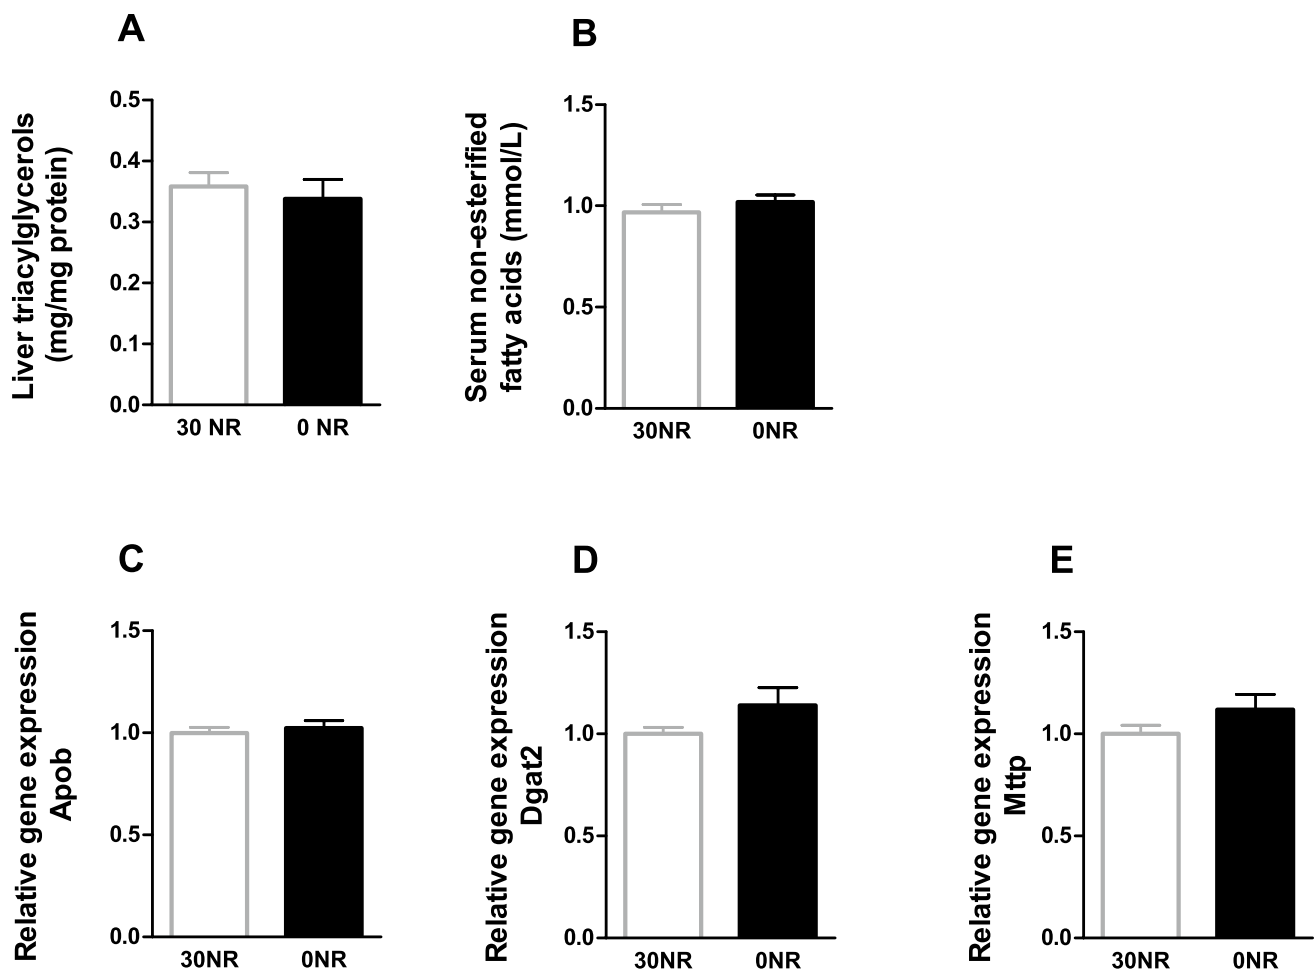 A
Liver triacylglycerols
(mg/mg protein)
0.5
0.4
0.3
0.2
0.1
0.0
30 NR
0 NR
B
Serum non-esterified
fatty acids (mmol/L)
1.5
1.0
0.5
0.0
30NR
0NR
C
Relative gene expression
Apob
1.5
1.0
0.5
0.0
30NR
0NR
D
Relative gene expression
Dgat2
1.5
1.0
0.5
0.0
30NR
0NR
E
Relative gene expression
Mttp
1.5
1.0
0.5
0.0
30NR
0NR